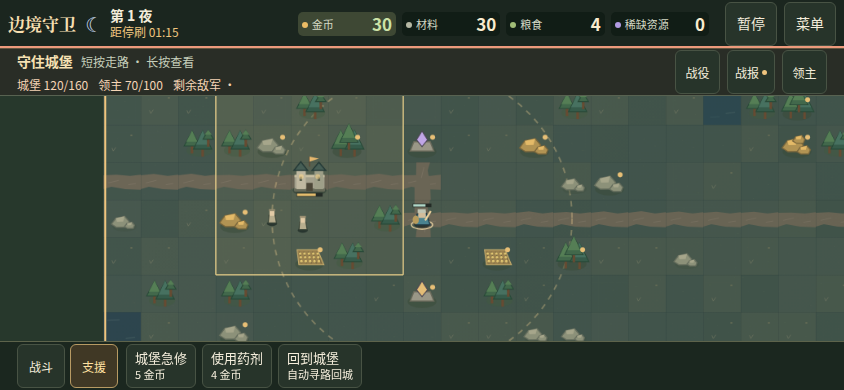 边境守卫
第 1 夜
距停刷 01:15
金币 30
材料 30
粮食 4
稀缺资源 0
暂停
菜单
守住城堡 短按走路 · 长按查看
城堡 120/160 领主 70/100 剩余敌军 ·
战役
战报
领主
战斗
支援
城堡急修
5 金币
使用药剂
4 金币
回到城堡
自动寻路回城